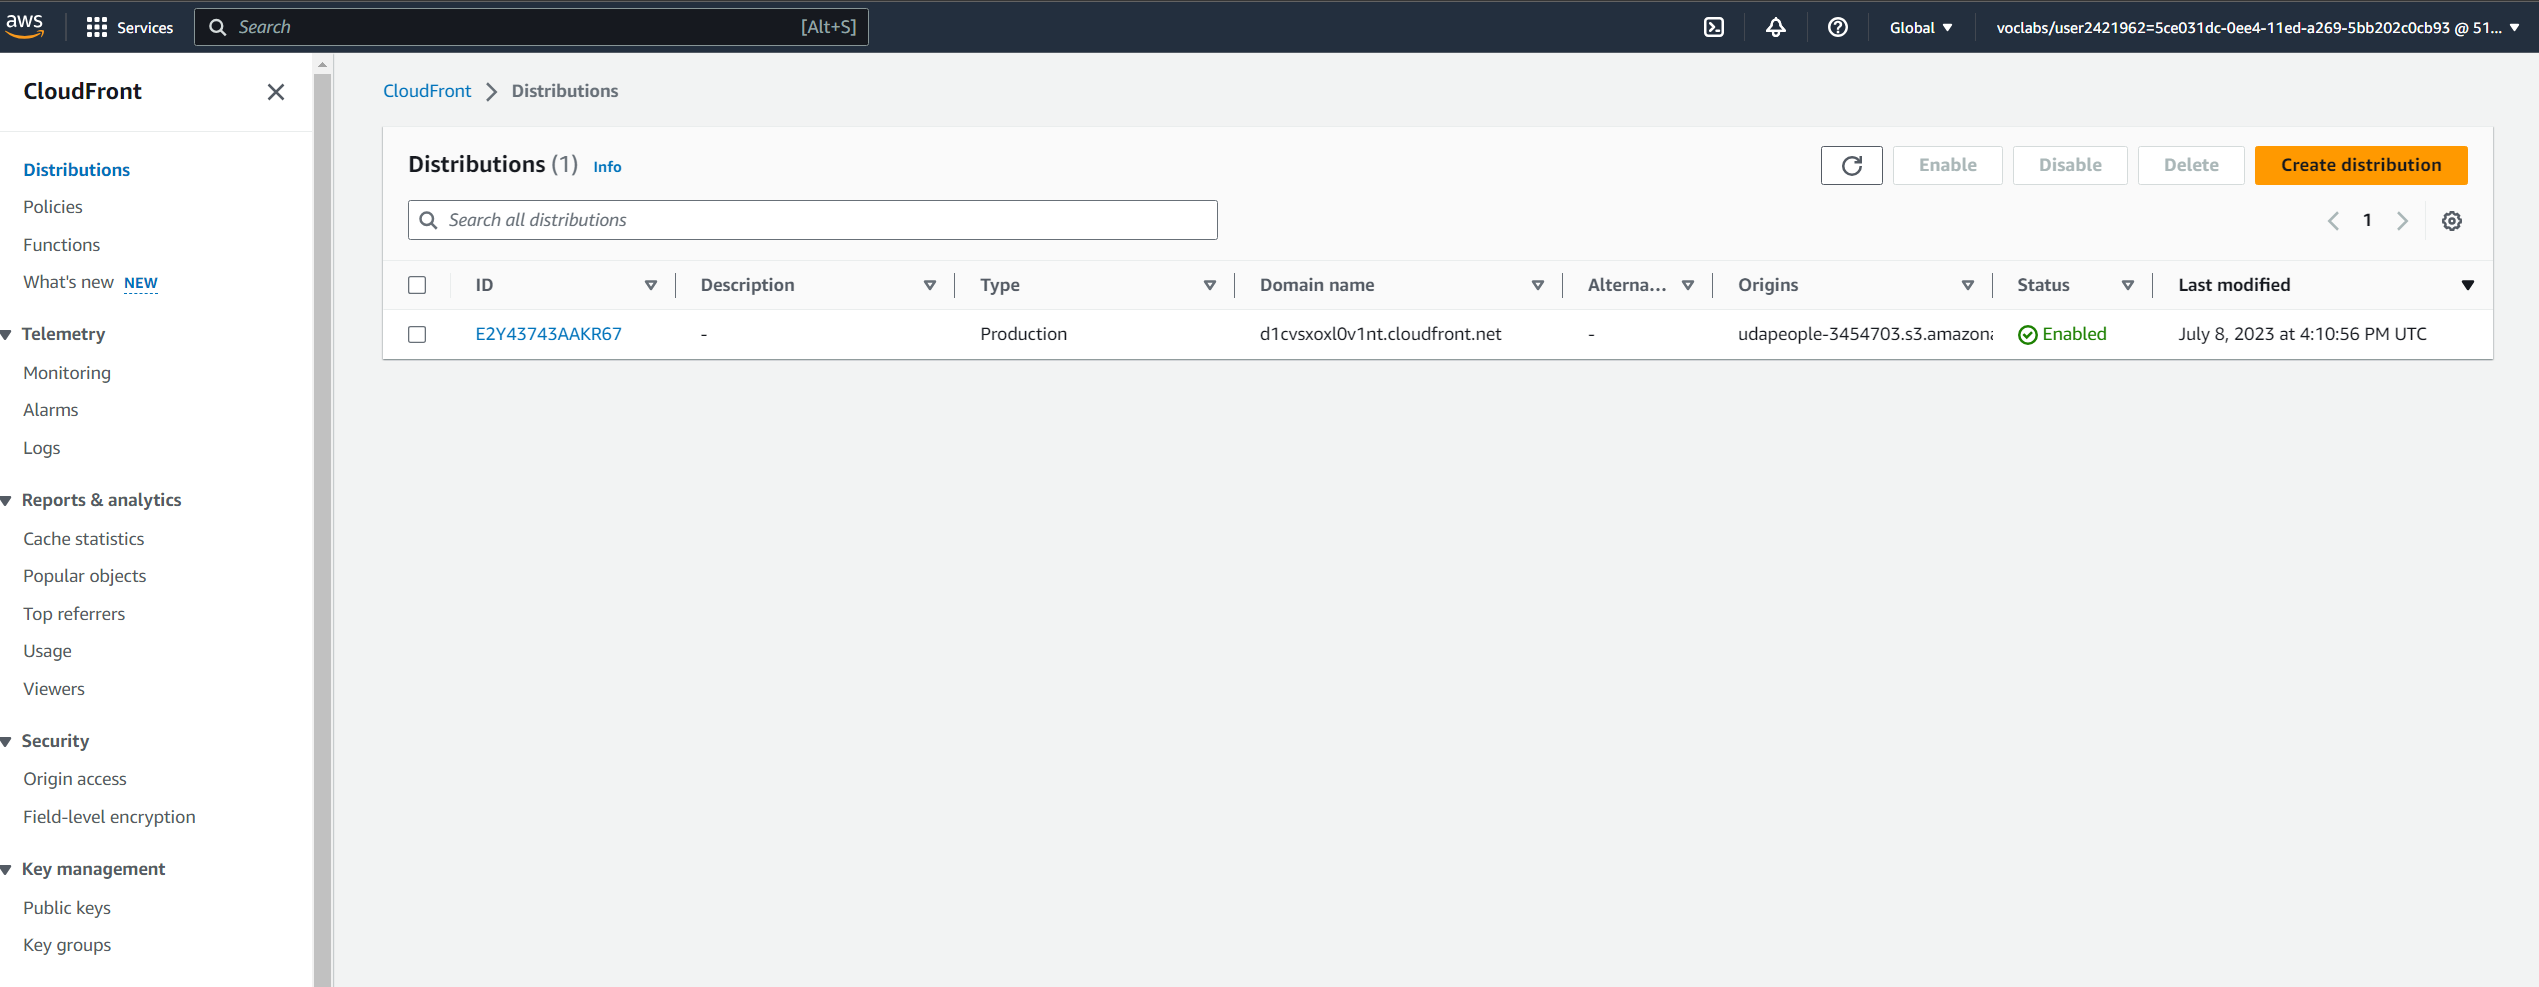 aws Services Search [Alt+S] Global voclabs/user2421962=5ce031dc-0ee4-11ed-a269-5bb202c0cb93 @ 51...
CloudFront
Distributions
Policies
Functions
What's new NEW
Telemetry
Monitoring
Alarms
Logs
Reports & analytics
Cache statistics
Popular objects
Top referrers
Usage
Viewers
Security
Origin access
Field-level encryption
Key management
Public keys
Key groups
CloudFront Distributions
Distributions (1) Info
Enable Disable Delete Create distribution
Search all distributions
1
ID Description Type Domain name Alterna... Origins Status Last modified
E2Y43743AAKR67 - Production d1cvsxoxl0v1nt.cloudfront.net - udapeople-3454703.s3.amazona Enabled July 8, 2023 at 4:10:56 PM UTC